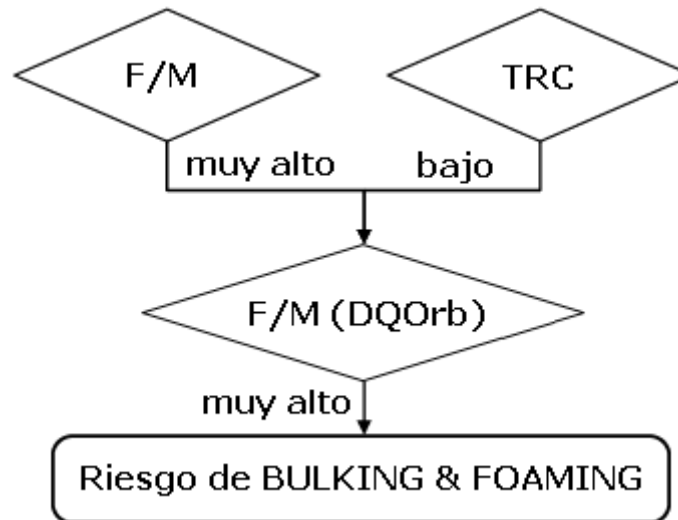 F/M
TRC
muy alto
bajo
F/M (DQOrb)
muy alto
Riesgo de BULKING & FOAMING